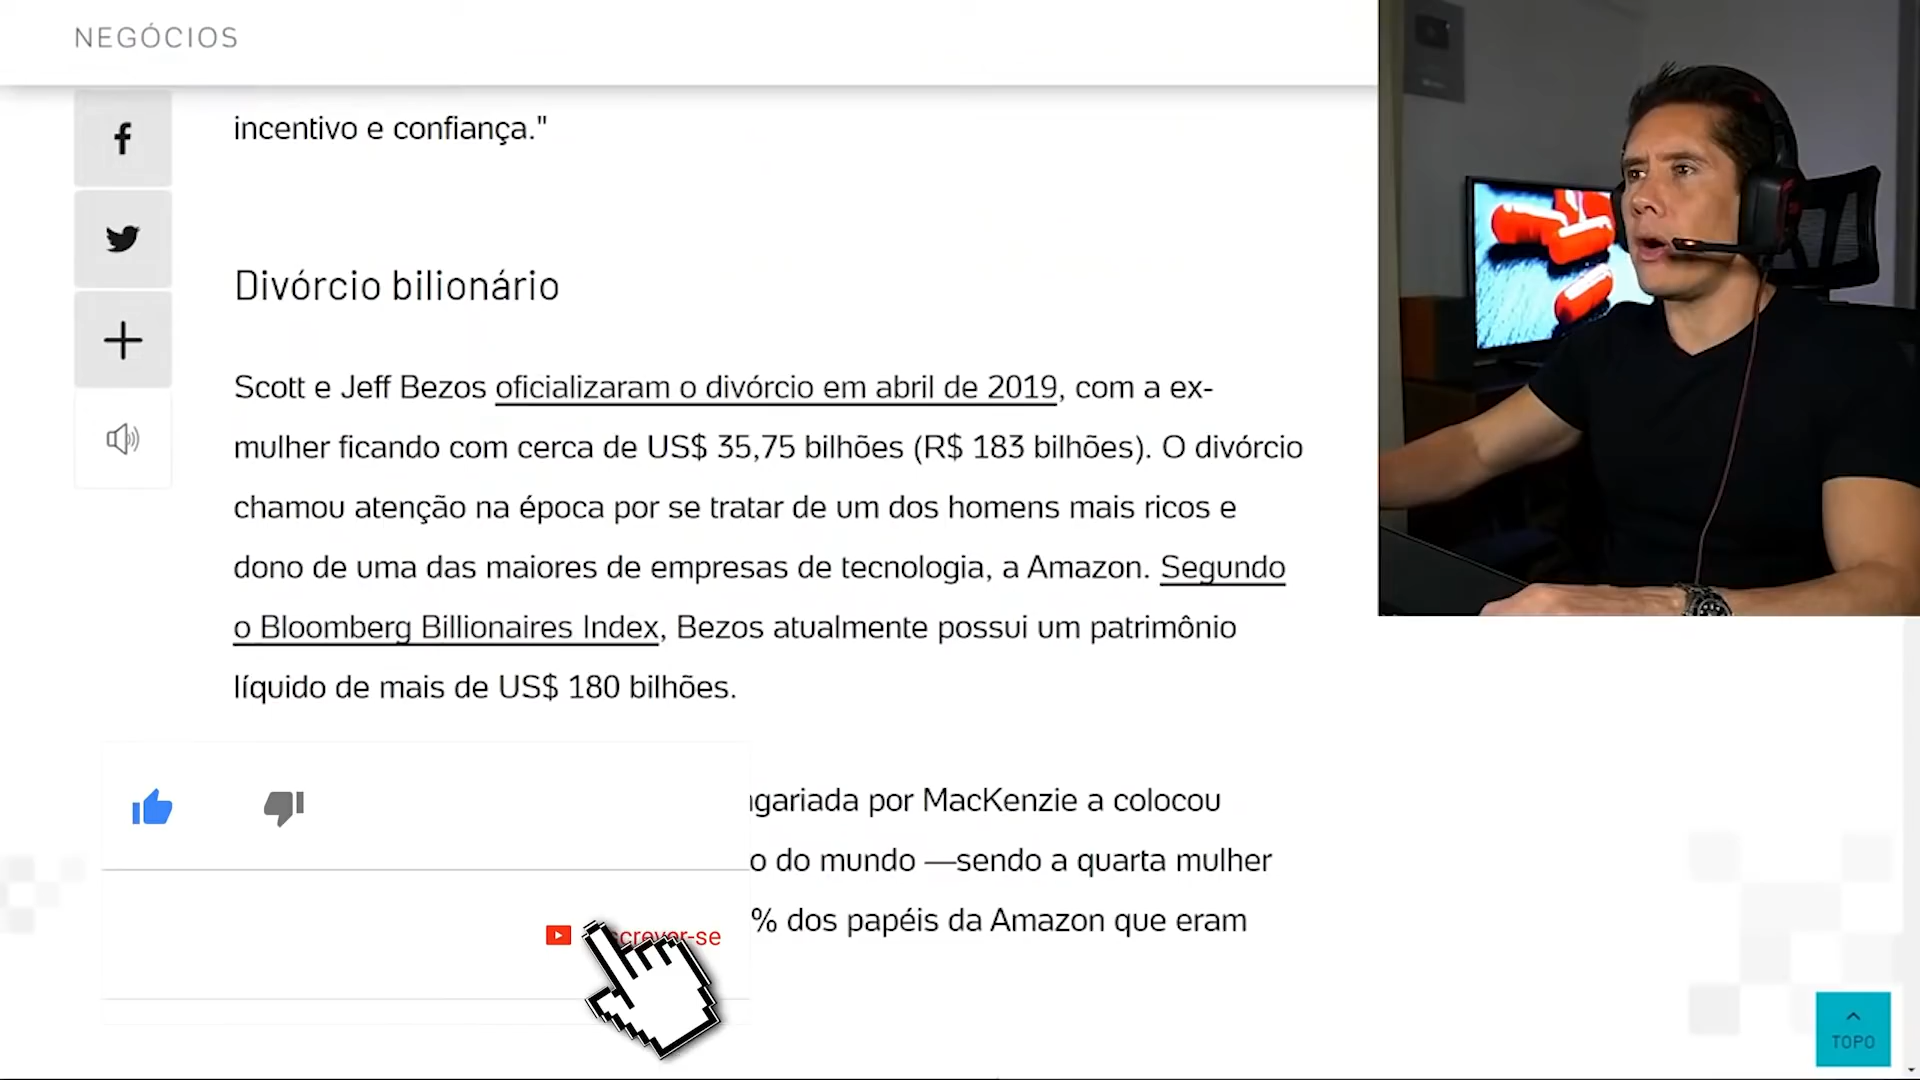 NEGÓCIOS
incentivo e confiança."
Divórcio bilionário
Scott e Jeff Bezos oficializaram o divórcio em abril de 2019, com a ex-
mulher ficando com cerca de US$ 35,75 bilhões (R$ 183 bilhões). O divórcio
chamou atenção na época por se tratar de um dos homens mais ricos e
dono de uma das maiores de empresas de tecnologia, a Amazon. Segundo
o Bloomberg Billionaires Index, Bezos atualmente possui um patrimônio
líquido de mais de US$ 180 bilhões.
por MacKenzie a colocou
o do mundo —sendo a quarta mulher
% dos papéis da Amazon que eram
TOPO